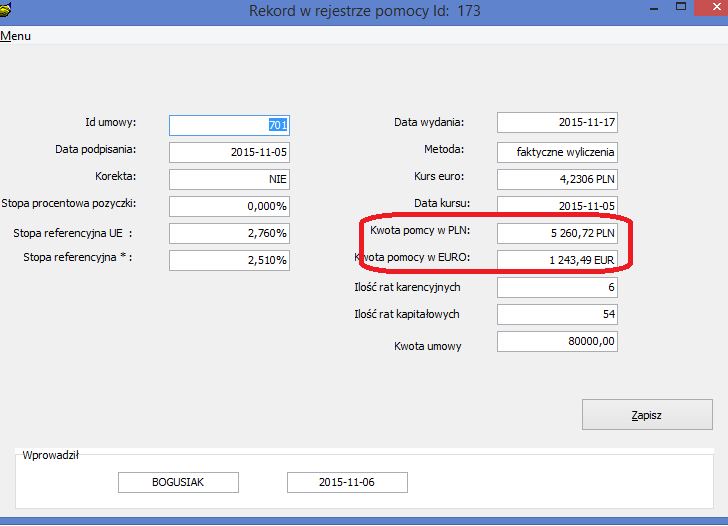 Rekord w rejestrze pomocy Id: 173
Menu
Id umowy: 701
Data podpisania: 2015-11-05
Korekta: NIE
Stopa procentowa pozyczki: 0,000%
Stopa referencyjna UE : 2,760%
Stopa referencyjna * : 2,510%
Data wydania: 2015-11-17
Metoda: faktyczne wyliczenia
Kurs euro: 4,2306 PLN
Data kursu: 2015-11-05
Kwota pomcy w PLN: 5 260,72 PLN
Kwota pomocy w EURO: 1 243,49 EUR
Ilość rat karencyjnych 6
Ilość rat kapitałowych 54
Kwota umowy 80000,00
Zapisz
Wprowadził
BOGUSIAK 2015-11-06